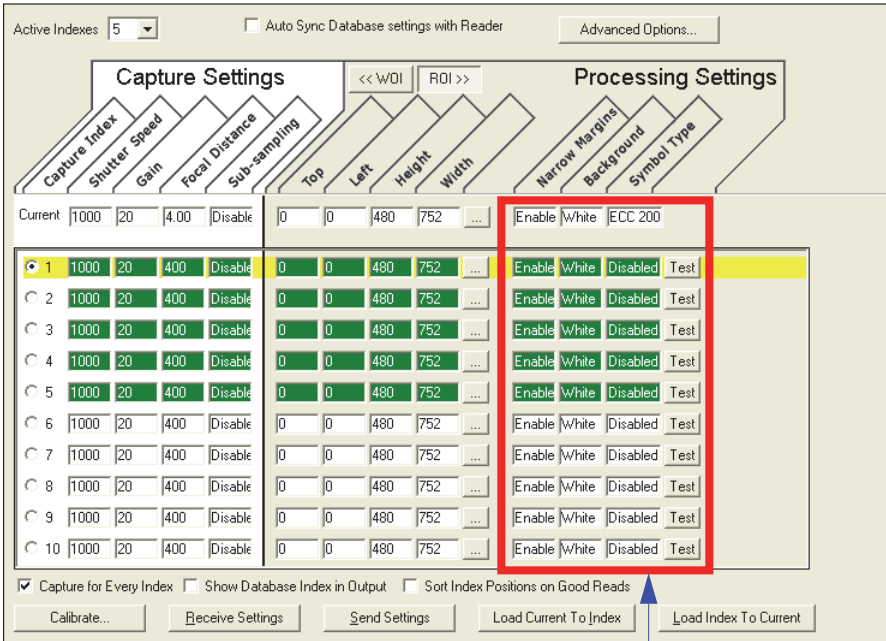 Active Indexes 5 Auto Sync Database settings with Reader Advanced Options...
Capture Settings << WOI ROI >> Processing Settings
Capture Index Shutter Speed Gain Focal Distance Sub-sampling Top Left Height Width Narrow Margins Background Symbol Type
Current 1000 20 4.00 Disable 0 0 480 752 ... Enable White ECC 200
1 1000 20 400 Disable 0 0 480 752 ... Enable White Disabled Test
2 1000 20 400 Disable 0 0 480 752 ... Enable White Disabled Test
3 1000 20 400 Disable 0 0 480 752 ... Enable White Disabled Test
4 1000 20 400 Disable 0 0 480 752 ... Enable White Disabled Test
5 1000 20 400 Disable 0 0 480 752 ... Enable White Disabled Test
6 1000 20 400 Disable 0 0 480 752 ... Enable White Disabled Test
7 1000 20 400 Disable 0 0 480 752 ... Enable White Disabled Test
8 1000 20 400 Disable 0 0 480 752 ... Enable White Disabled Test
9 1000 20 400 Disable 0 0 480 752 ... Enable White Disabled Test
10 1000 20 400 Disable 0 0 480 752 ... Enable White Disabled Test
Capture for Every Index Show Database Index in Output Sort Index Positions on Good Reads
Calibrate... Receive Settings Send Settings Load Current To Index Load Index To Current